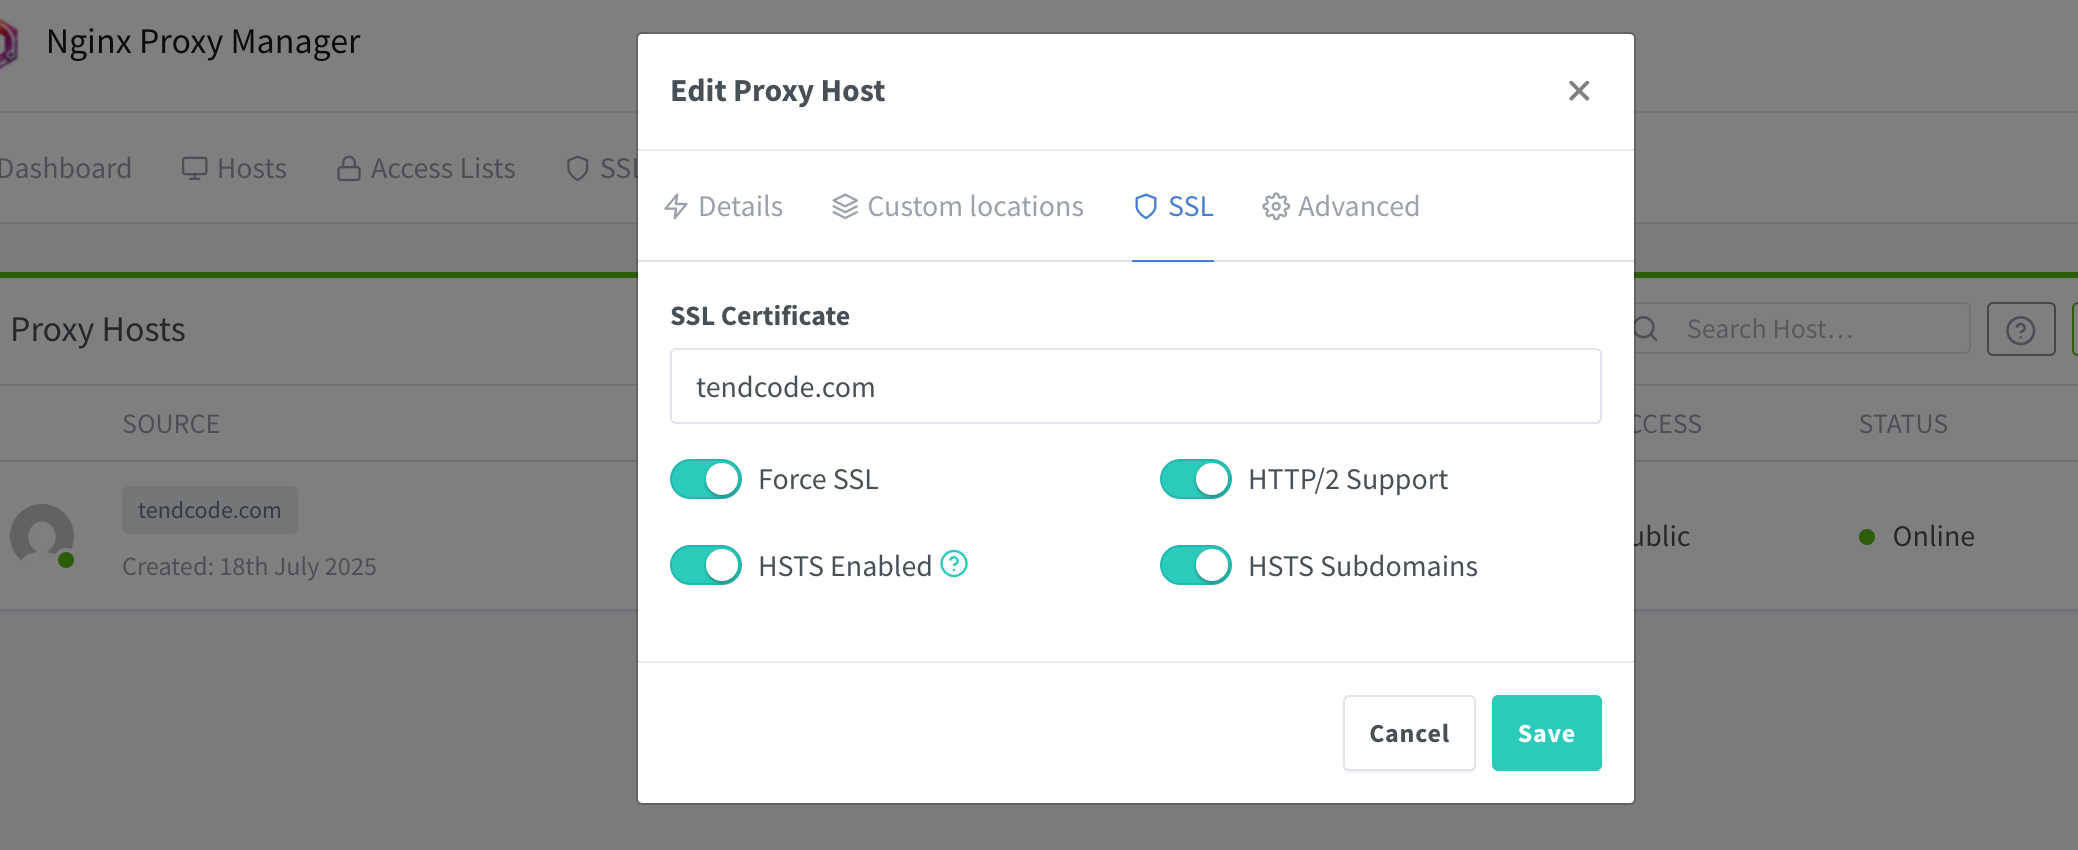 Nginx Proxy Manager
Dashboard Hosts Access Lists SSL
Edit Proxy Host
Details Custom locations SSL Advanced
SSL Certificate
tendcode.com
Force SSL HTTP/2 Support
HSTS Enabled HSTS Subdomains
Cancel Save
Proxy Hosts
Search Host...
SOURCE CCESS STATUS
tendcode.com
Created: 18th July 2025
ublic Online